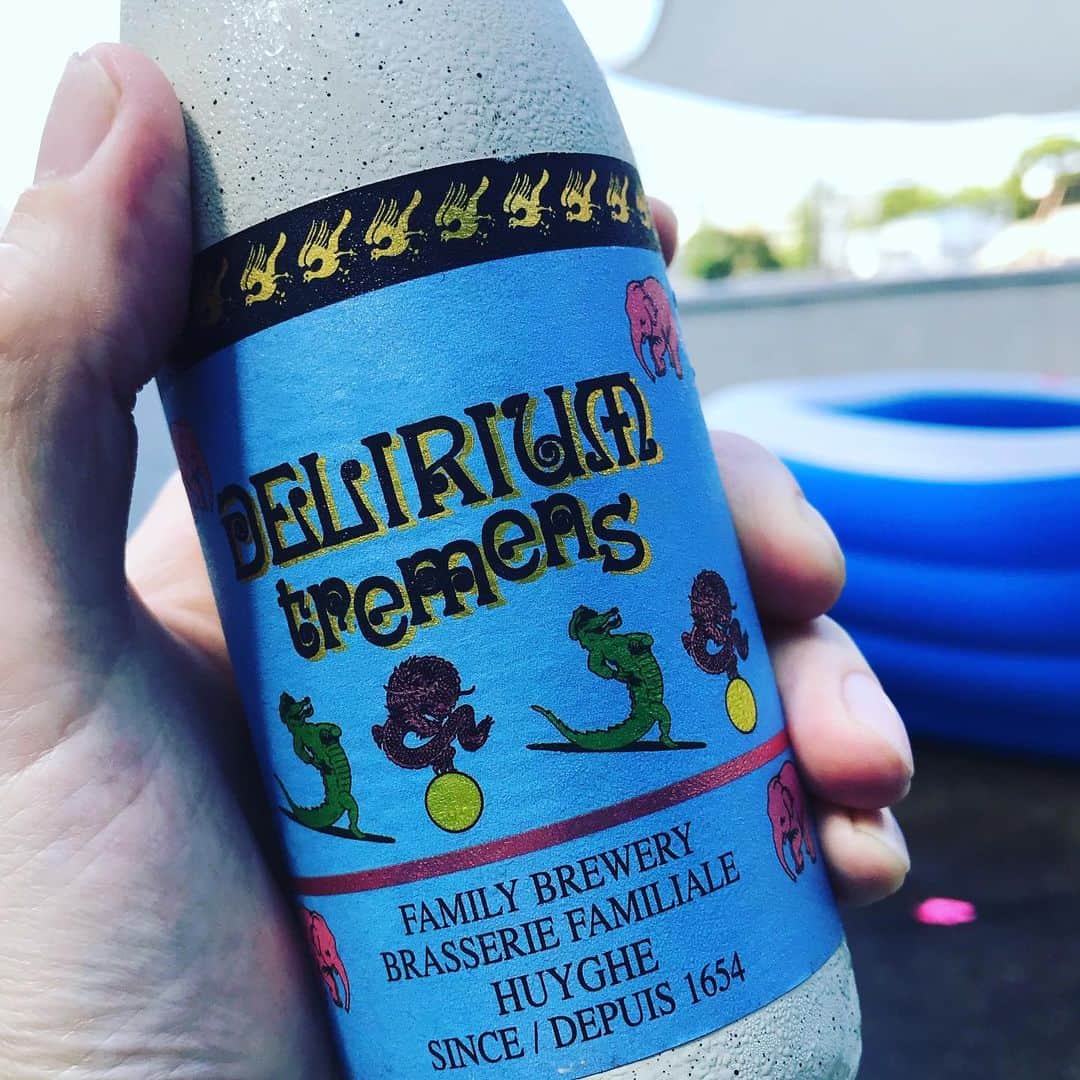 DELIRIUM
tremens
FAMILY BREWERY
BRASSERIE FAMILIALE
HUYGHE
SINCE / DEPUIS 1654